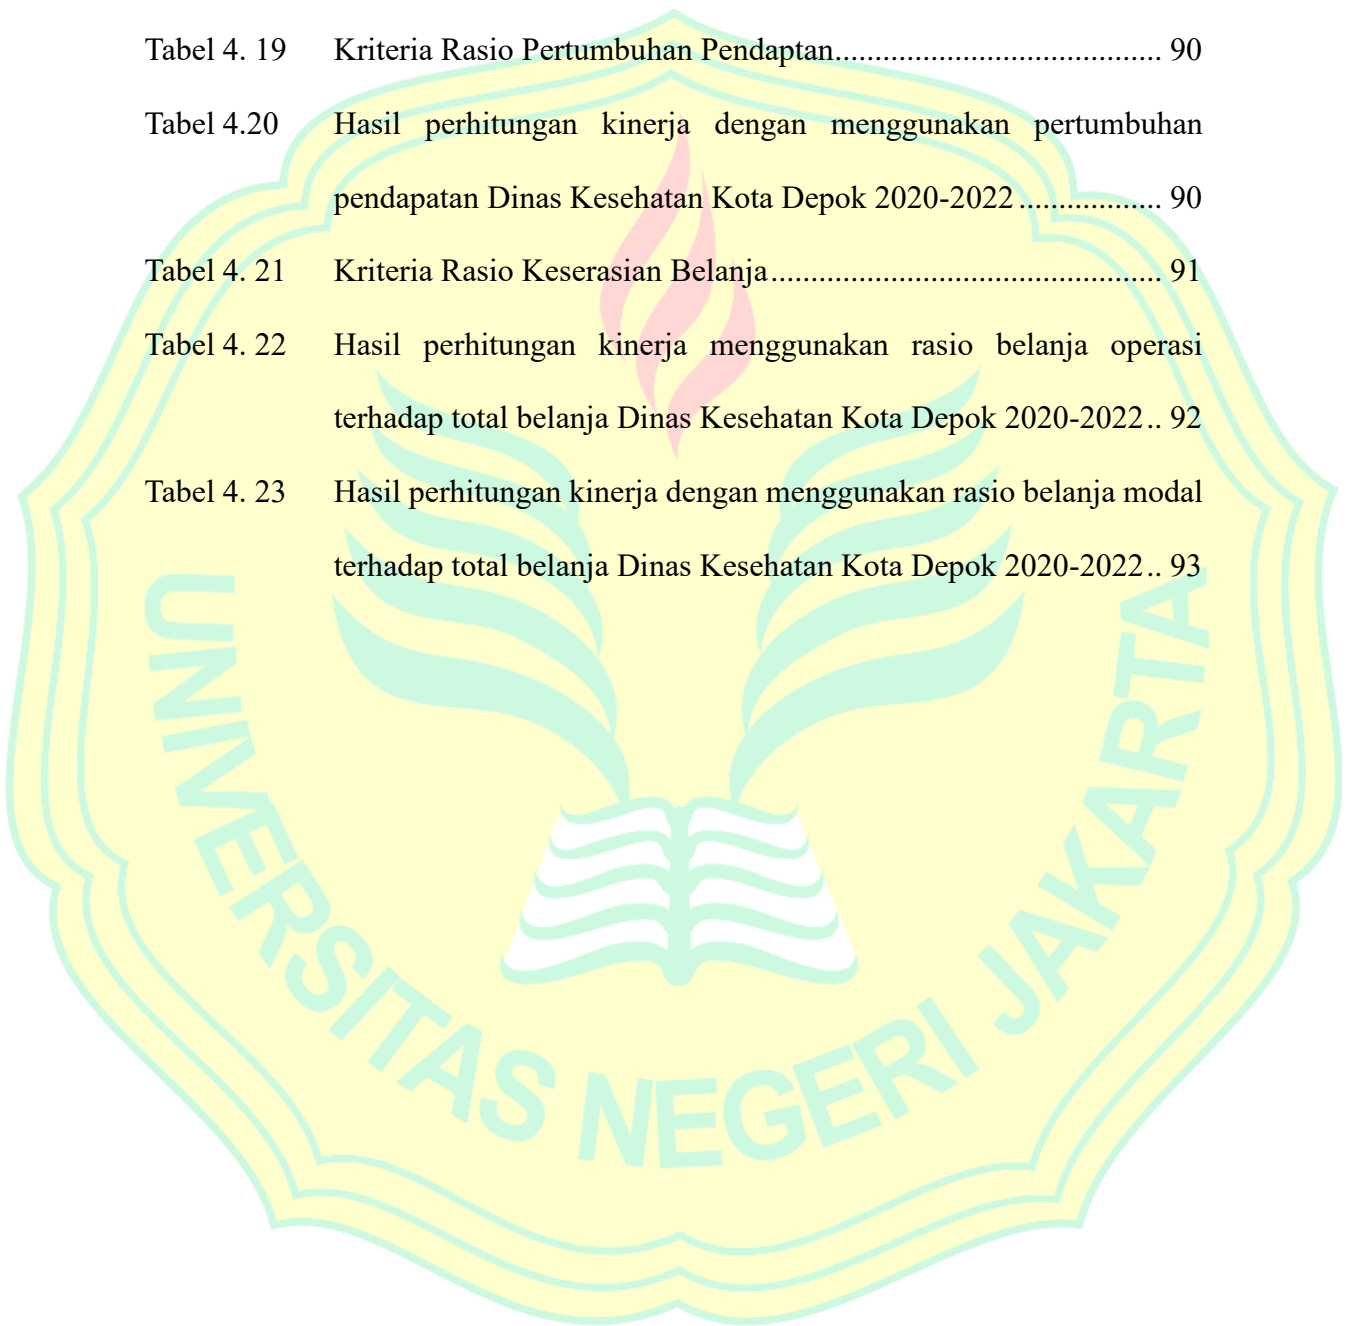 Tabel 4. 19 Kriteria Rasio Pertumbuhan Pendaptan......................................... 90
Tabel 4.20 Hasil perhitungan kinerja dengan menggunakan pertumbuhan
pendapatan Dinas Kesehatan Kota Depok 2020-2022.................. 90
Tabel 4. 21 Kriteria Rasio Keserasian Belanja................................................. 91
Tabel 4. 22 Hasil perhitungan kinerja menggunakan rasio belanja operasi
terhadap total belanja Dinas Kesehatan Kota Depok 2020-2022.. 92
Tabel 4. 23 Hasil perhitungan kinerja dengan menggunakan rasio belanja modal
terhadap total belanja Dinas Kesehatan Kota Depok 2020-2022.. 93
UNIVERSITAS NEGERI JAKARTA